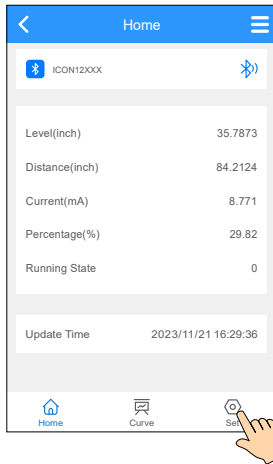 Home
ICON12XXX
Level(inch) 35.7873
Distance(inch) 84.2124
Current(mA) 8.771
Percentage(%) 29.82
Running State 0
Update Time 2023/11/21 16:29:36
Home Curve Set